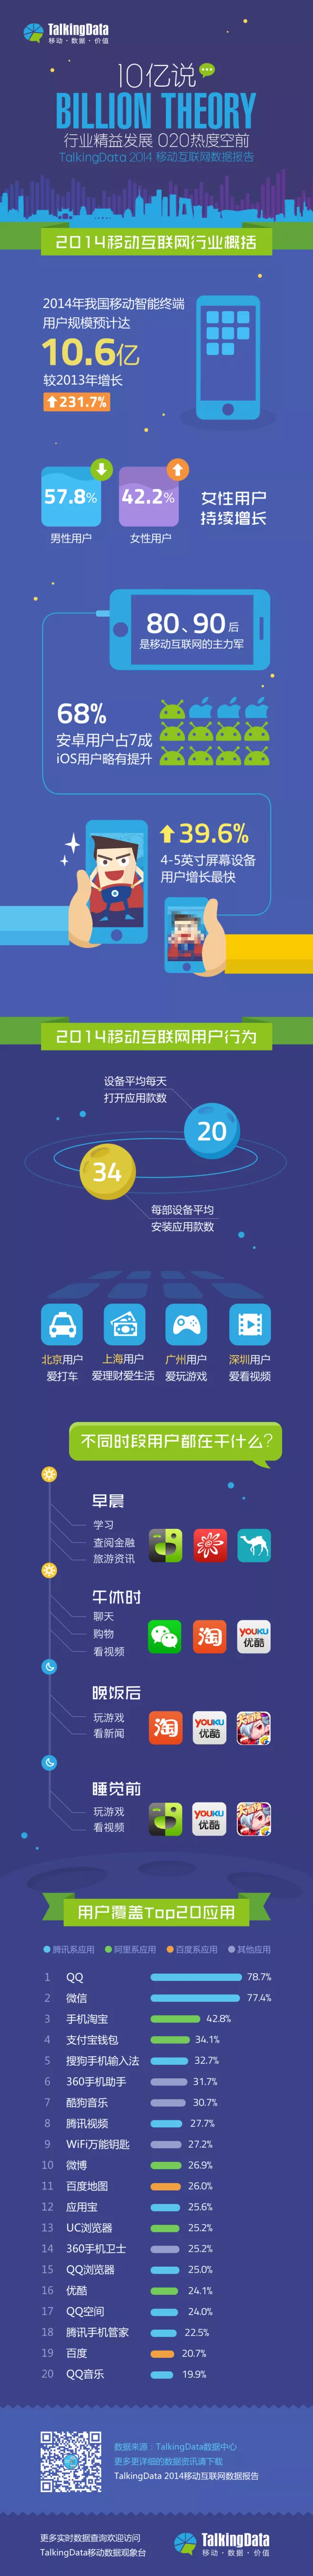 TalkingData
移动·数据·价值
10亿说
BILLION THEORY
行业精益发展 O2O热度空前
TalkingData 2014 移动互联网数据报告
2014移动互联网行业概括
2014年我国移动智能终端
用户规模预计达
10.6亿
较2013年增长
231.7%
57.8%
42.2%
男性用户
女性用户
女性用户
持续增长
80、90后
是移动互联网的主力军
68%
安卓用户占7成
iOS用户略有提升
39.6%
4-5英寸屏幕设备
用户增长最快
2014移动互联网用户行为
设备平均每天
打开应用款数
20
34
每部设备平均
安装应用款数
北京用户
爱打车
上海用户
爱理财爱生活
广州用户
爱玩游戏
深圳用户
爱看视频
不同时段用户都在干什么?
早晨
学习
查阅金融
旅游资讯
午休时
聊天
购物
看视频
淘
YOUKU
优酷
晚饭后
玩游戏
看新闻
淘
YOUKU
优酷
睡觉前
玩游戏
看视频
YOUKU
优酷
用户覆盖Top20应用
腾讯系应用 阿里系应用 百度系应用 其他应用
1 QQ 78.7%
2 微信 77.4%
3 手机淘宝 42.8%
4 支付宝钱包 34.1%
5 搜狗手机输入法 32.7%
6 360手机助手 31.7%
7 酷狗音乐 30.7%
8 腾讯视频 27.7%
9 WiFi万能钥匙 27.2%
10 微博 26.9%
11 百度地图 26.0%
12 应用宝 25.6%
13 UC浏览器 25.2%
14 360手机卫士 25.2%
15 QQ浏览器 25.0%
16 优酷 24.1%
17 QQ空间 24.0%
18 腾讯手机管家 22.5%
19 百度 20.7%
20 QQ音乐 19.9%
数据来源：TalkingData数据中心
更多更详细的数据资讯请下载
TalkingData 2014移动互联网数据报告
更多实时数据查询欢迎访问
TalkingData移动数据观象台
TalkingData
移动·数据·价值